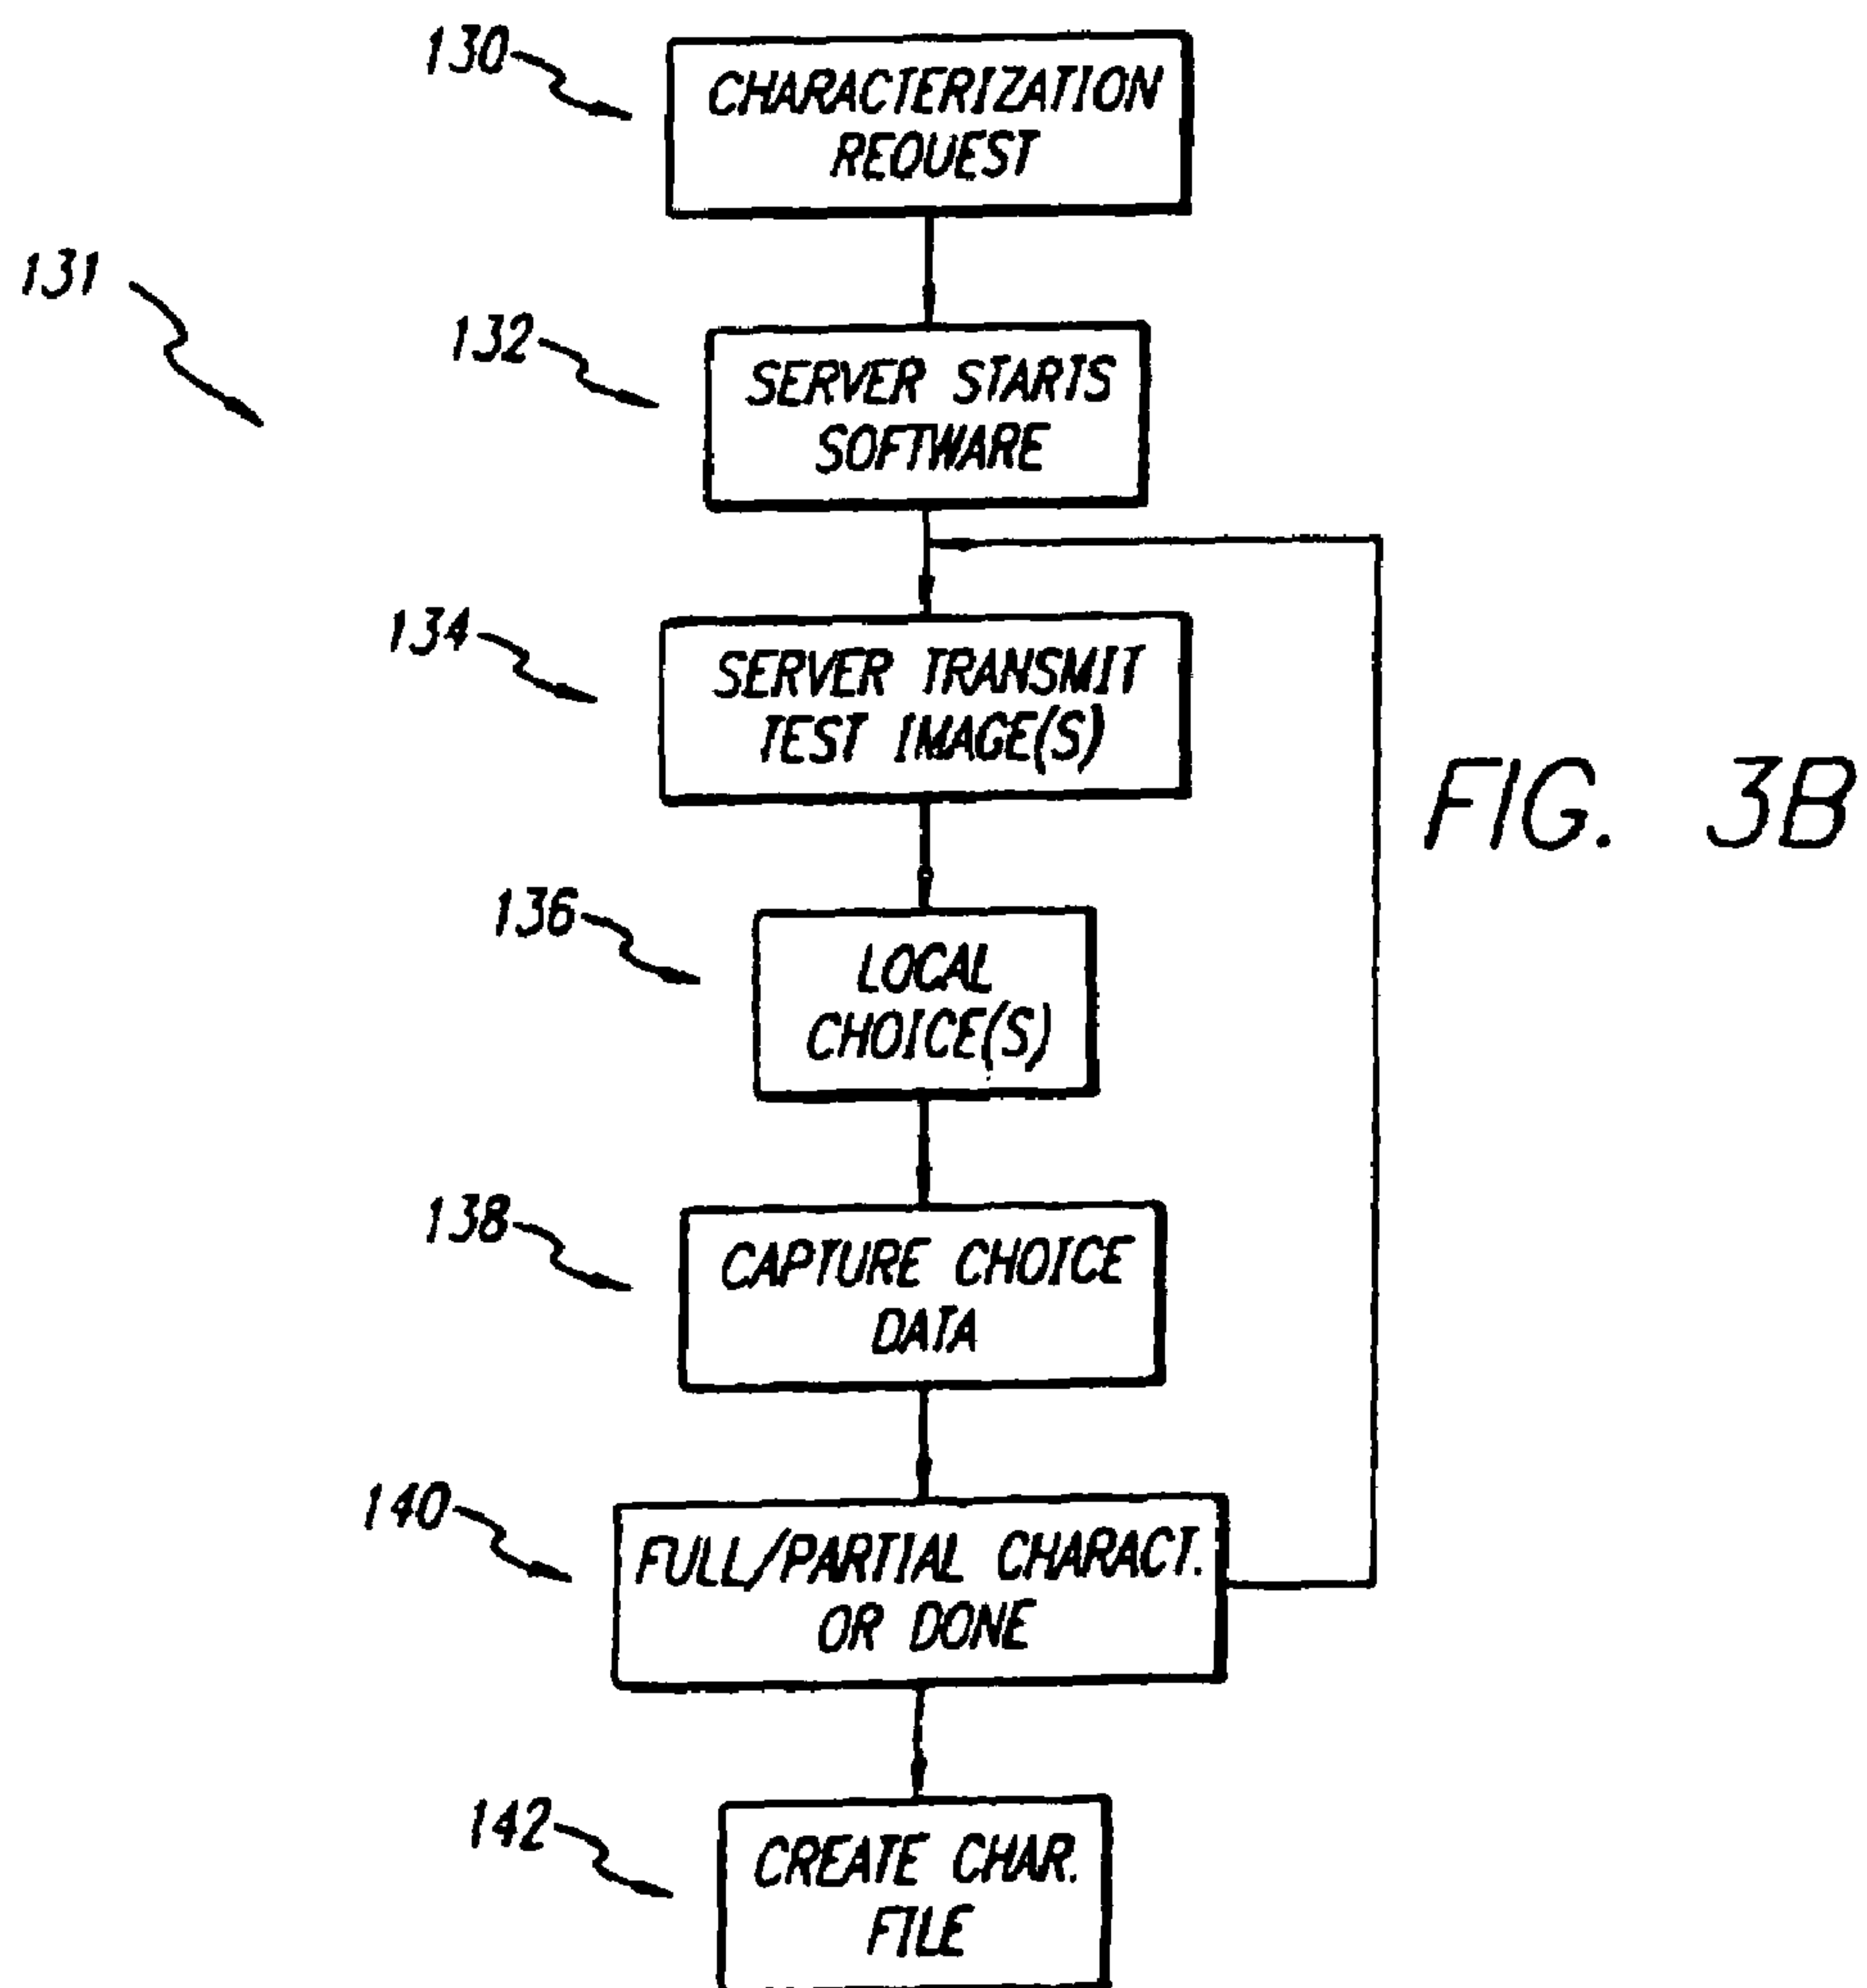 130
CHARACTERIZATION
REQUEST
131
132
SERVER STARTS
SOFTWARE
134
SERVER TRANSMIT
TEST IMAGE(S)
FIG. 3B
136
LOCAL
CHOICE(S)
138
CAPTURE CHOICE
DATA
140
FULL/PARTIAL CHARACT.
OR DONE
142
CREATE CHAR.
FILE